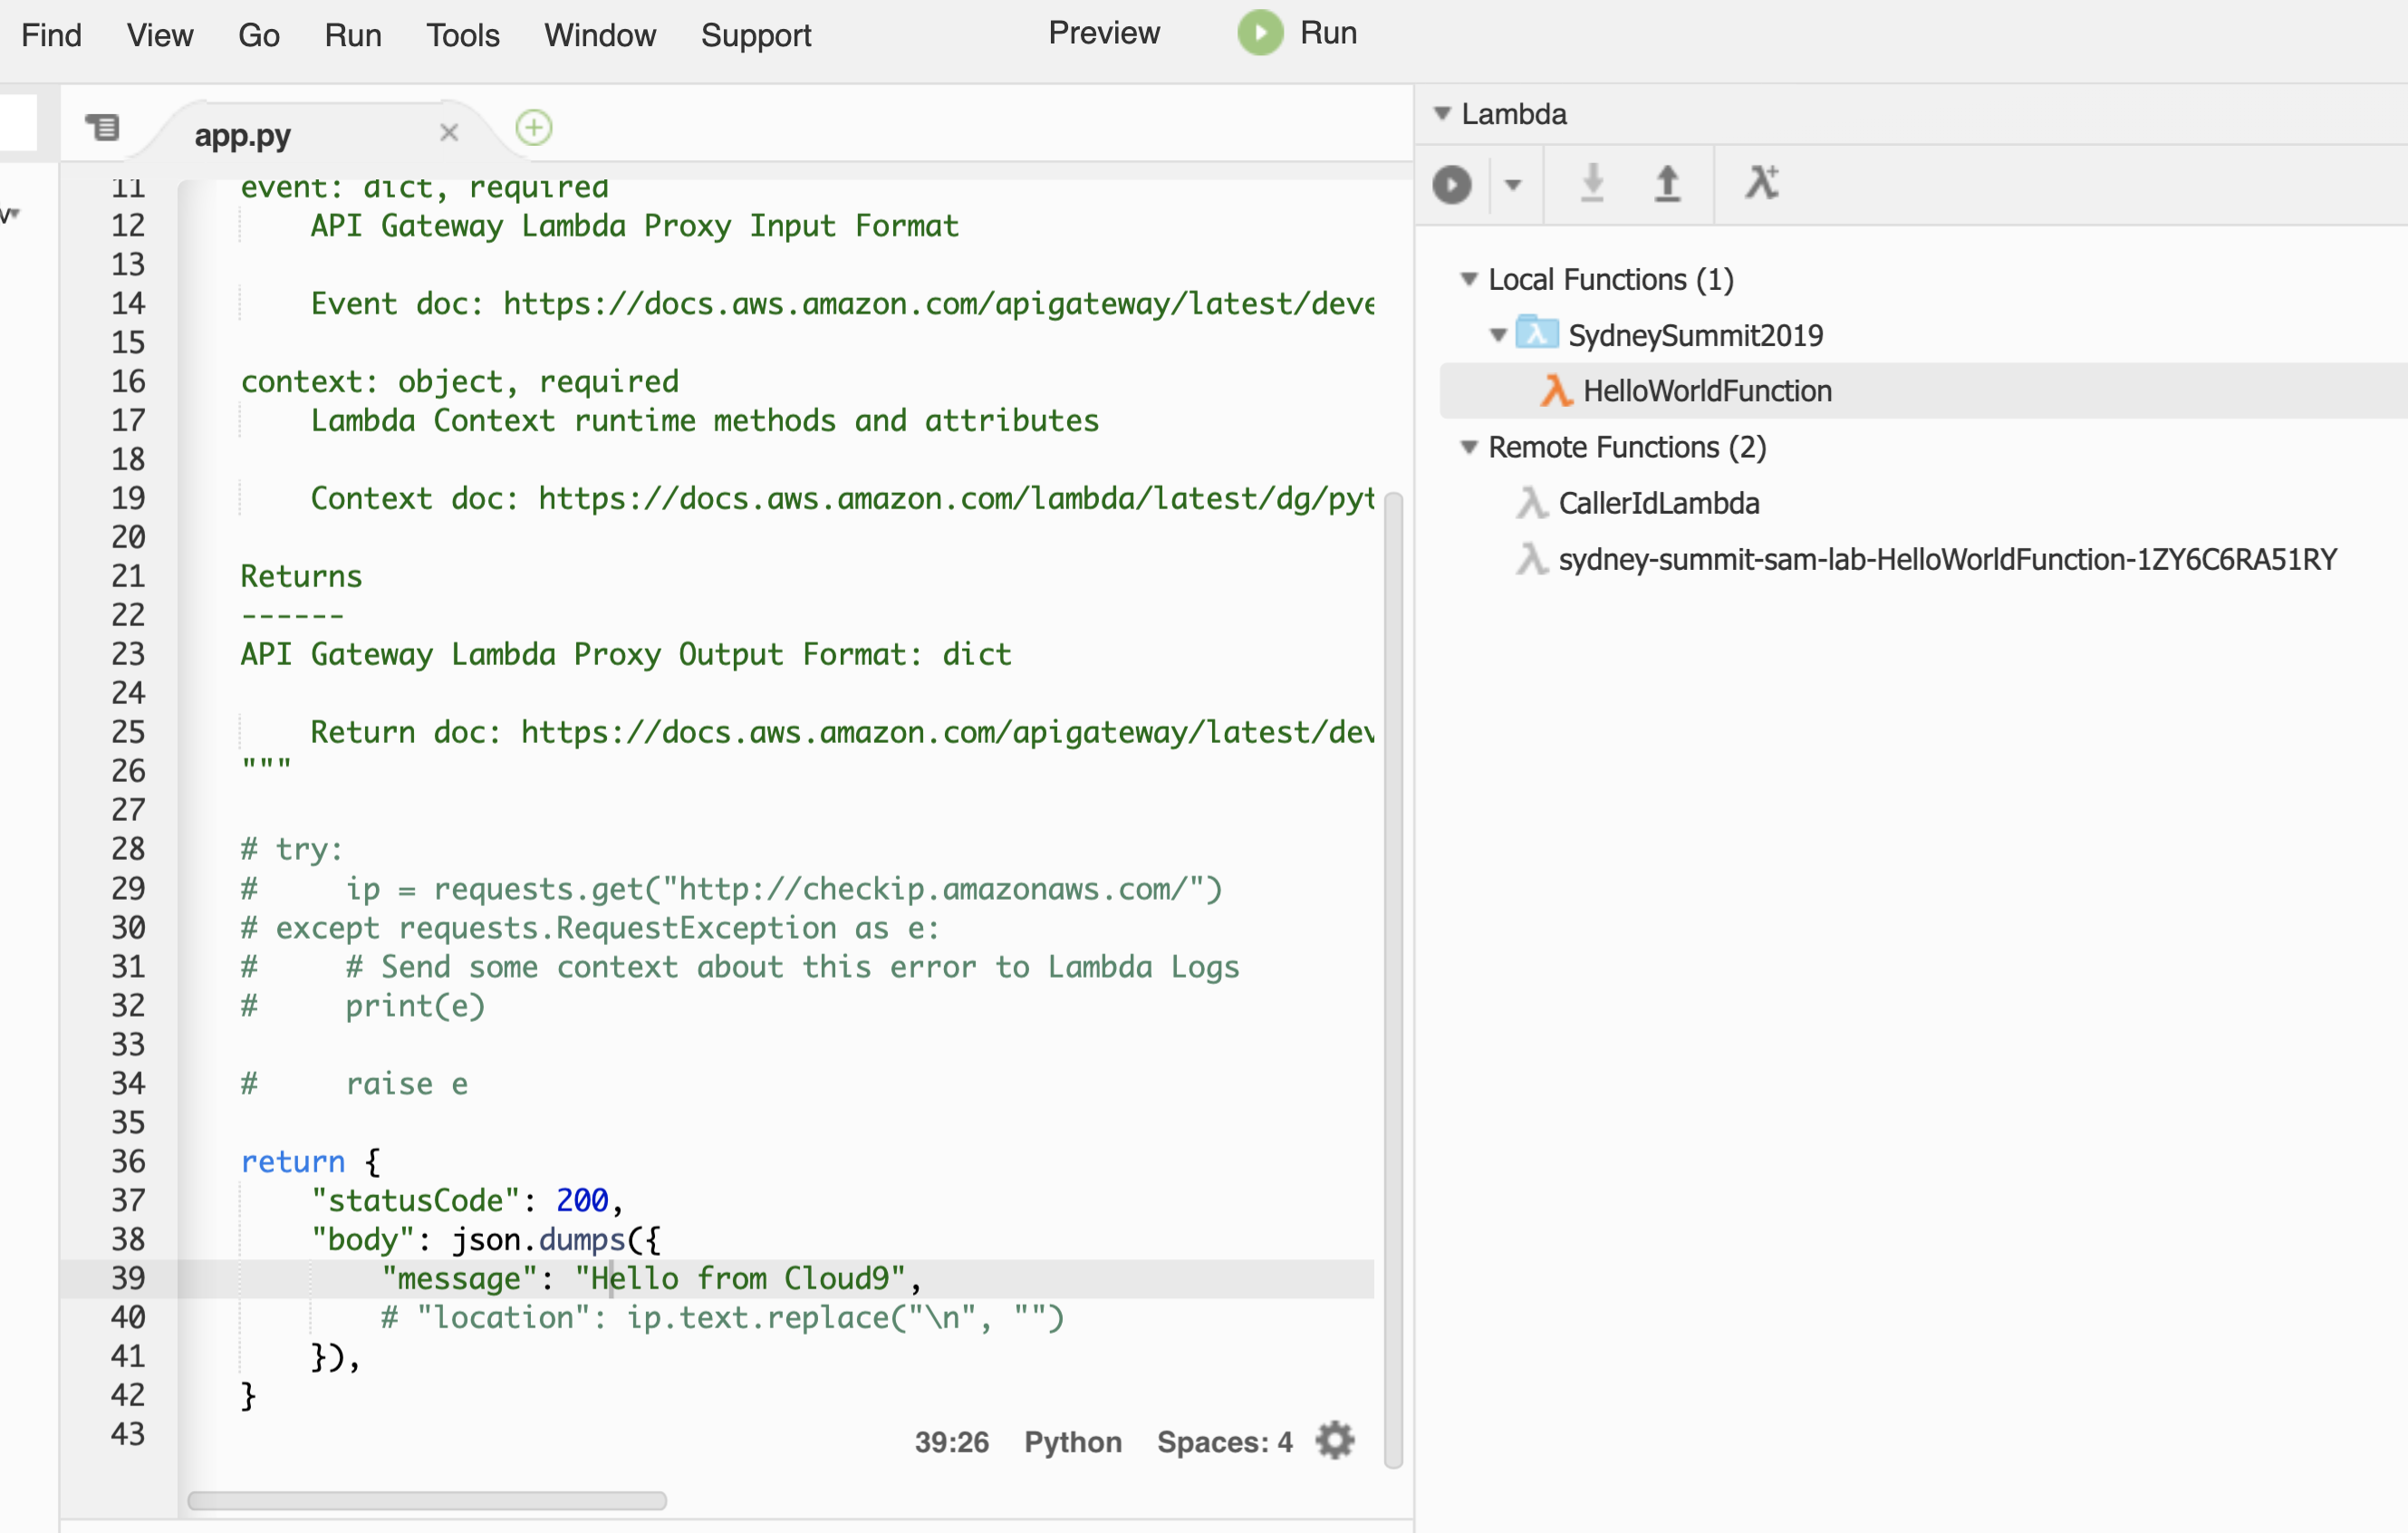 Find View Go Run Tools Window Support Preview Run
app.py
11 event: dict, required
12 API Gateway Lambda Proxy Input Format
13
14 Event doc: https://docs.aws.amazon.com/apigateway/latest/deve
15
16 context: object, required
17 Lambda Context runtime methods and attributes
18
19 Context doc: https://docs.aws.amazon.com/lambda/latest/dg/pyt
20
21 Returns
22 ------
23 API Gateway Lambda Proxy Output Format: dict
24
25 Return doc: https://docs.aws.amazon.com/apigateway/latest/dev
26 """
27
28 # try:
29 #     ip = requests.get("http://checkip.amazonaws.com/")
30 # except requests.RequestException as e:
31 #     # Send some context about this error to Lambda Logs
32 #     print(e)
33
34 #     raise e
35
36 return {
37 "statusCode": 200,
38 "body": json.dumps({
39 "message": "Hello from Cloud9",
40 # "location": ip.text.replace("\n", "")
41 }),
42 }
43
39:26 Python Spaces: 4
Lambda
Local Functions (1)
SydneySummit2019
HelloWorldFunction
Remote Functions (2)
CallerIdLambda
sydney-summit-sam-lab-HelloWorldFunction-1ZY6C6RA51RY